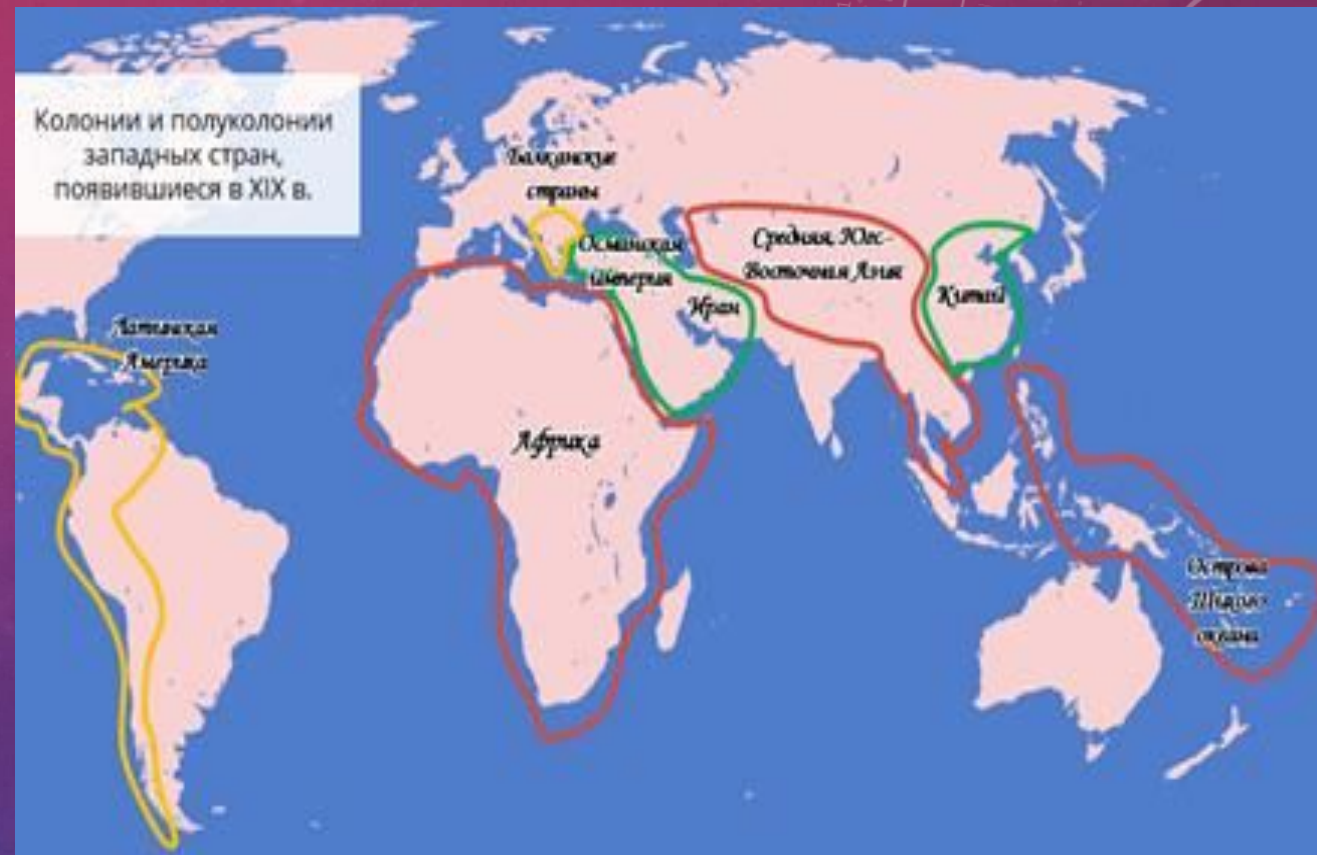 Колонии и полуколонии
западных стран,
появившиеся в XIX в.
Балканские
страны
Османская
империя
Иран
Средняя, Юго-
Восточная Азия
Китай
Латинская
Америка
Африка
Острова
Тихого
океана